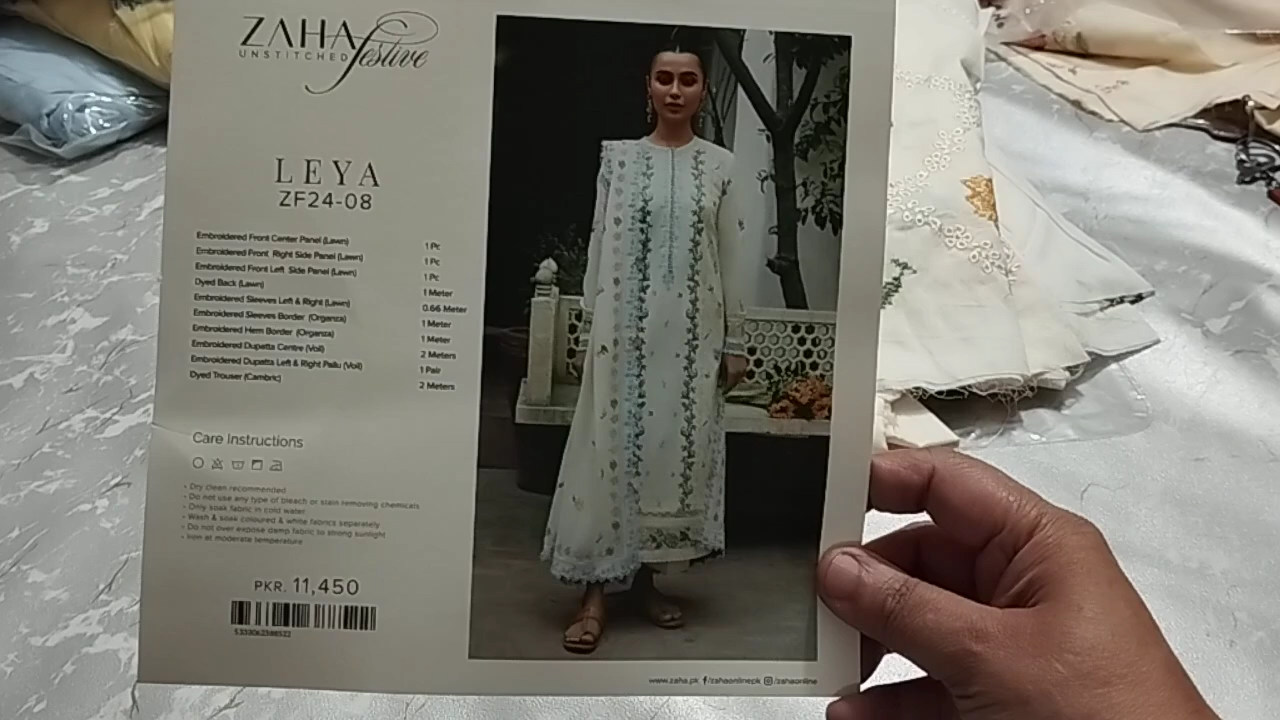 ZAHA festive
UNSTITCHED
LEYA
ZF24-08
Embroidered Front Center Panel (Lawn) 1 Pc
Embroidered Front Right Side Panel (Lawn) 1 Pc
Embroidered Front Left Side Panel (Lawn) 1 Pc
Dyed Back (Lawn) 1 Meter
Embroidered Sleeves Left & Right (Lawn) 0.66 Meter
Embroidered Sleeves Border (Organza) 1 Meter
Embroidered Hem Border (Organza) 1 Meter
Embroidered Dupatta Centre (Voil) 2 Meters
Embroidered Dupatta Left & Right Pallu (Voil) 1 Pair
Dyed Trouser (Cambric) 2 Meters
Care Instructions
• Dry clean recommended
• Do not use any type of bleach or stain removing chemicals
• Only soak fabric in cold water
• Wash & soak coloured & white fabrics separately
• Do not over expose damp fabric to strong sunlight
• Iron at moderate temperature
PKR. 11,450
www.zaha.pk /zahaonlinepk /zahaonline